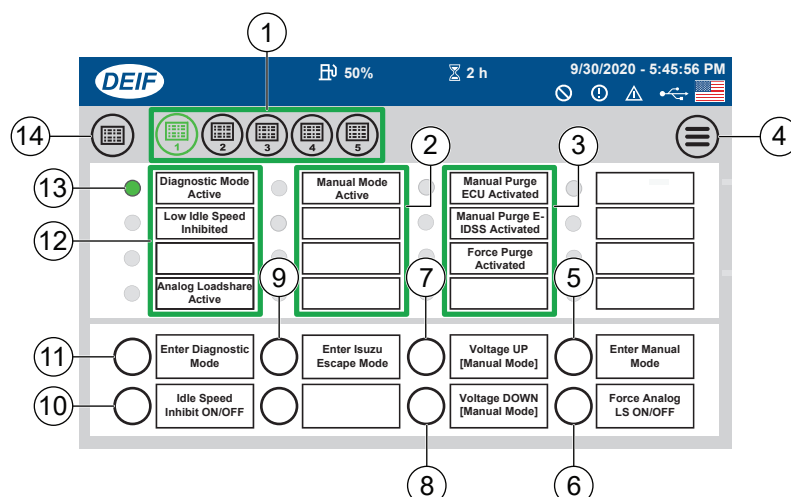 1
DEIF
50%
2 h
9/30/2020 - 5:45:56 PM
14
1
2
3
4
5
2
3
4
13
Diagnostic Mode
Active
Manual Mode
Active
Manual Purge
ECU Activated
Low Idle Speed
Inhibited
Manual Purge E-
IDSS Activated
12
Force Purge
Activated
Analog Loadshare
Active
9
7
5
11
Enter Diagnostic
Mode
Enter Isuzu
Escape Mode
Voltage UP
[Manual Mode]
Enter Manual
Mode
10
Idle Speed
Inhibit ON/OFF
Voltage DOWN
[Manual Mode]
Force Analog
LS ON/OFF
8
6